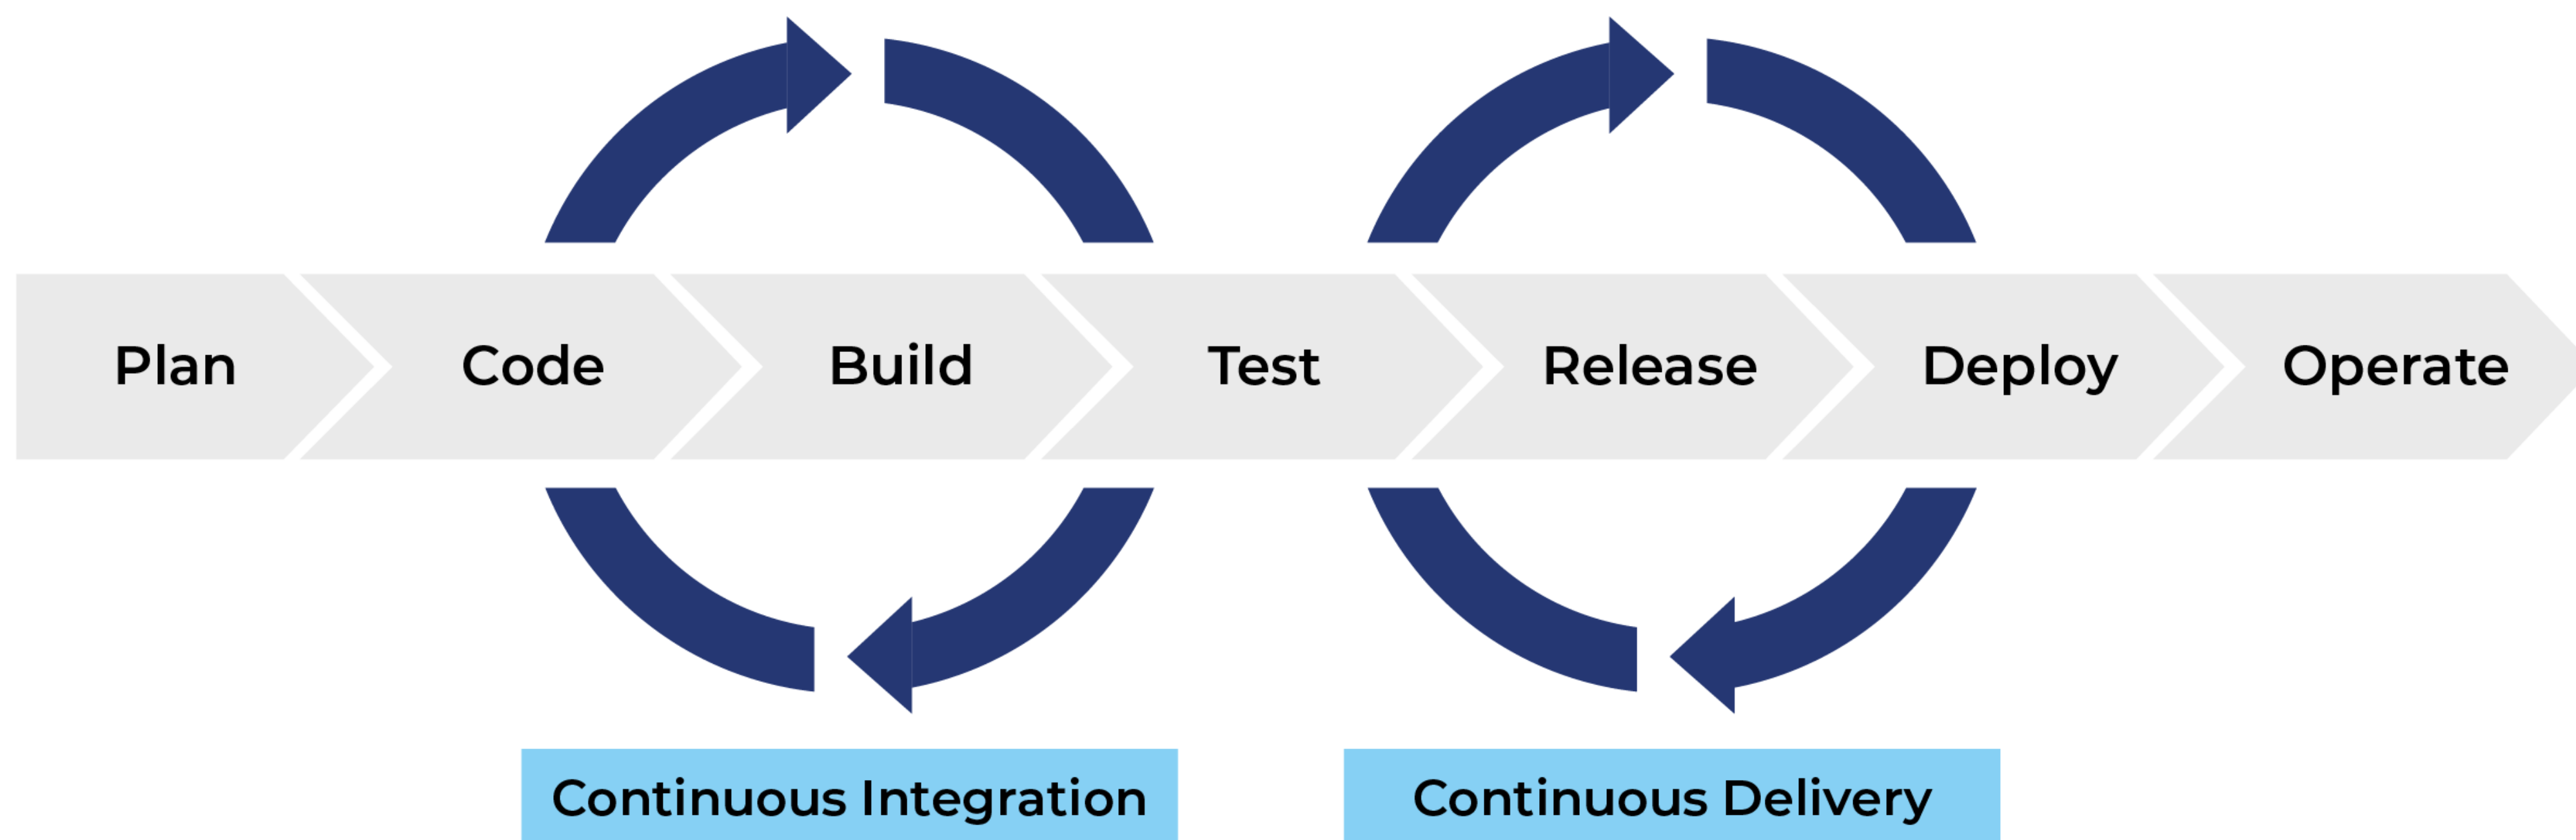 Plan
Code
Build
Test
Release
Deploy
Operate
Continuous Integration
Continuous Delivery